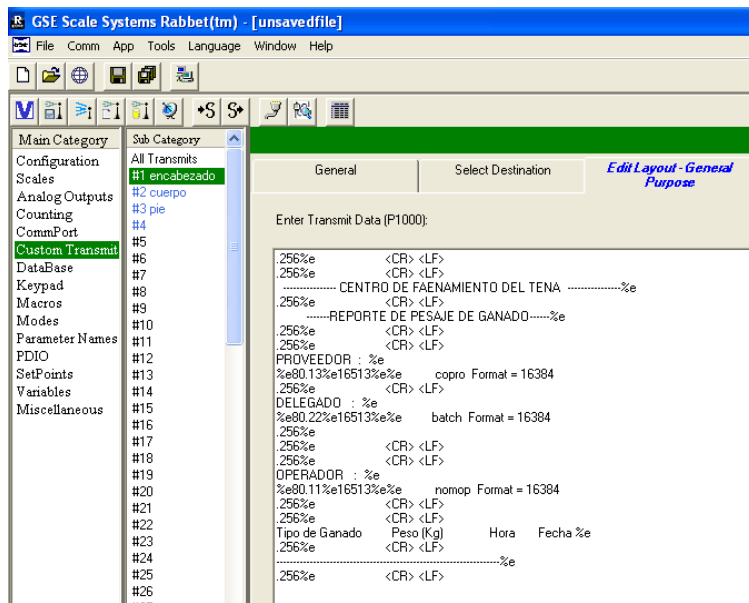 GSE Scale Systems Rabbet(tm) - [unsavedfile]
File Comm App Tools Language Window Help
Main Category
Configuration
Scales
Analog Outputs
Counting
CommPort
Custom Transmit
DataBase
Keypad
Macros
Modes
Parameter Names
PDIO
SetPoints
Variables
Miscellaneous
Sub Category
All Transmits
#1 encabezado
#2 cuerpo
#3 pie
#4
#5
#6
#7
#8
#9
#10
#11
#12
#13
#14
#15
#16
#17
#18
#19
#20
#21
#22
#23
#24
#25
#26
General
Select Destination
Edit Layout - General
Purpose
Enter Transmit Data (P1000):
.256%e <CR> <LF>
.256%e <CR> <LF>
---------------- CENTRO DE FAENAMIENTO DEL TENA ----------------%e
.256%e <CR> <LF>
-------REPORTE DE PESAJE DE GANADO------%e
.256%e <CR> <LF>
.256%e <CR> <LF>
PROVEEDOR : %e
%e80.13%e16513%e%e copro Format = 16384
.256%e <CR> <LF>
DELEGADO : %e
%e80.22%e16513%e%e batch Format = 16384
.256%e
.256%e <CR> <LF>
.256%e <CR> <LF>
OPERADOR : %e
%e80.11%e16513%e%e nomop Format = 16384
.256%e <CR> <LF>
.256%e <CR> <LF>
Tipo de Ganado Peso (Kg) Hora Fecha %e
.256%e <CR> <LF>
-------------------------------------------------------------------%e
.256%e <CR> <LF>